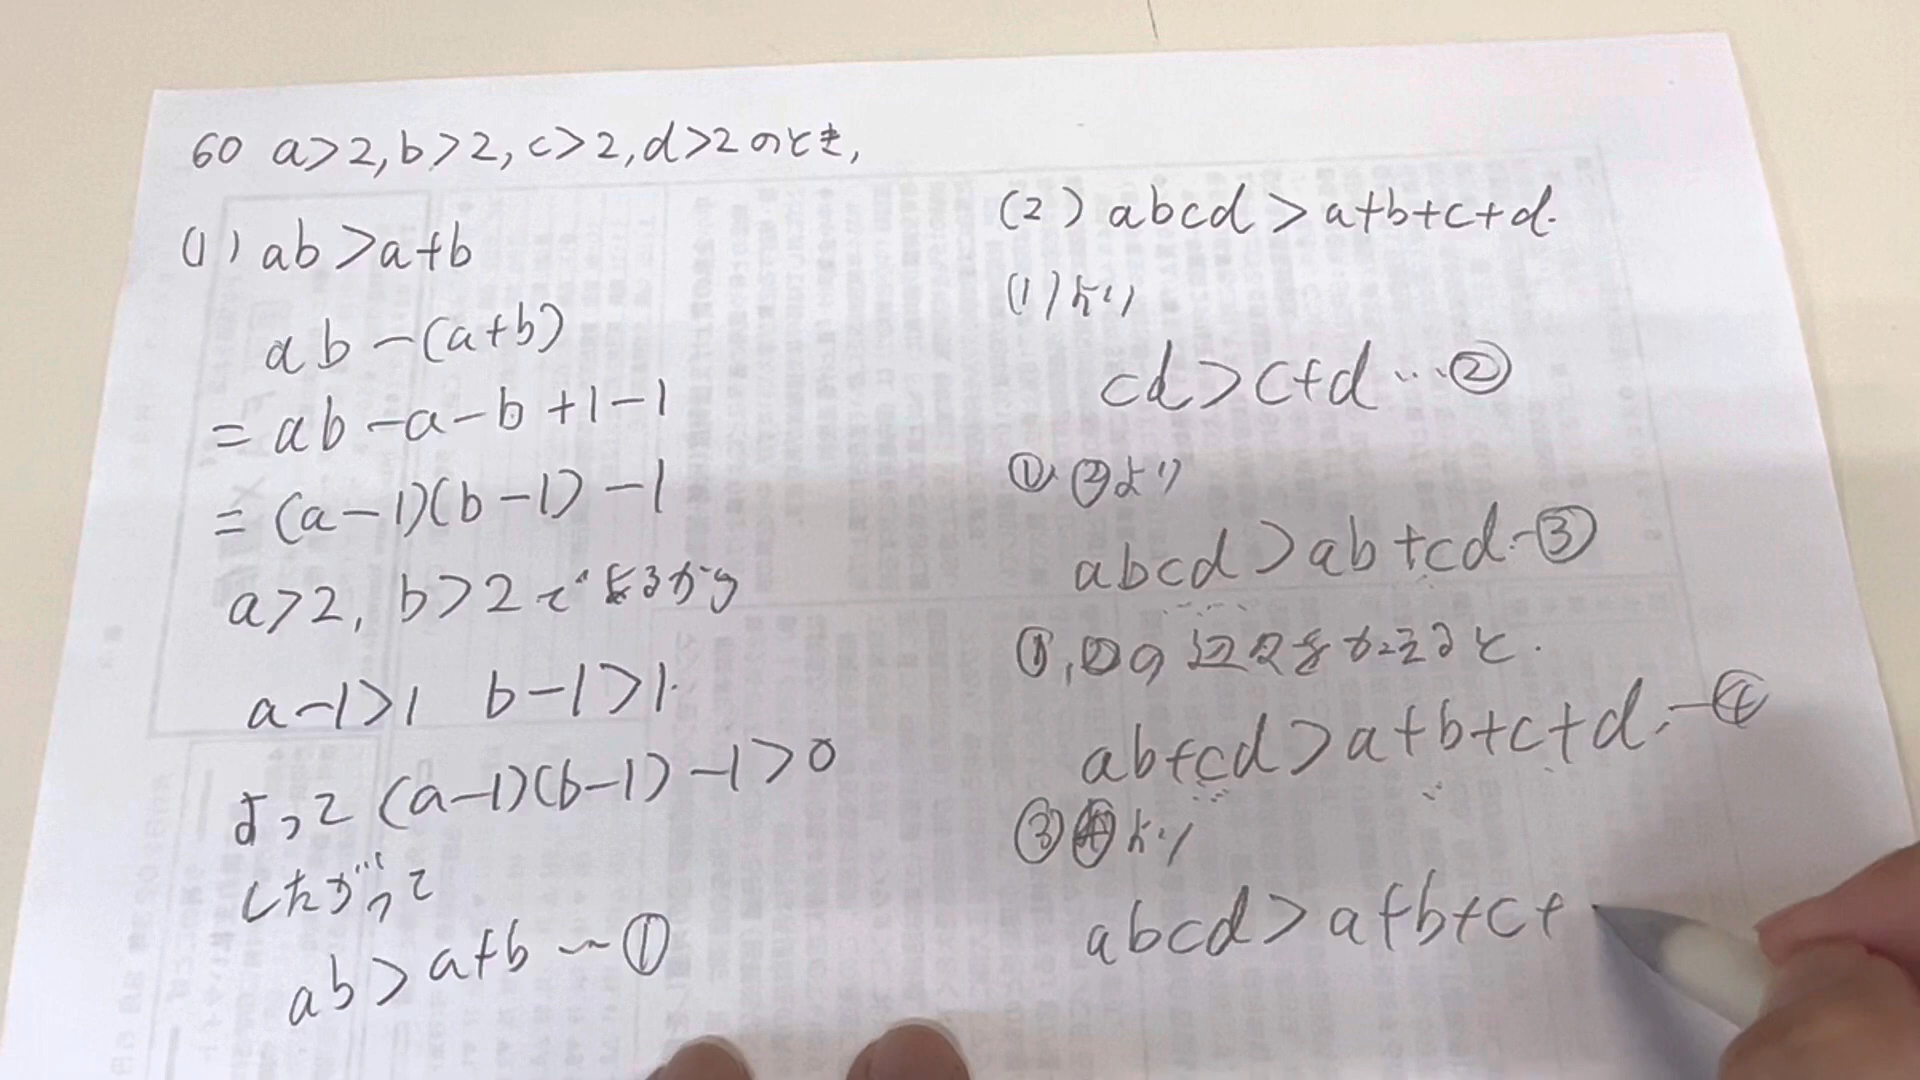 60 a>2, b>2, c>2, d>2のとき,
(1) ab>a+b
ab-(a+b)
=ab-a-b+1-1
=(a-1)(b-1)-1
a>2, b>2であるから
a-1>1 b-1>1.
よって(a-1)(b-1)-1>0
したがって
ab>a+b…①
(2) abcd>a+b+c+d.
(1)より
cd>c+d…②
①,②より
abcd>ab+cd…③
①,②の辺々を加えると.
ab+cd>a+b+c+d.…④
③④より
abcd>a+b+c+